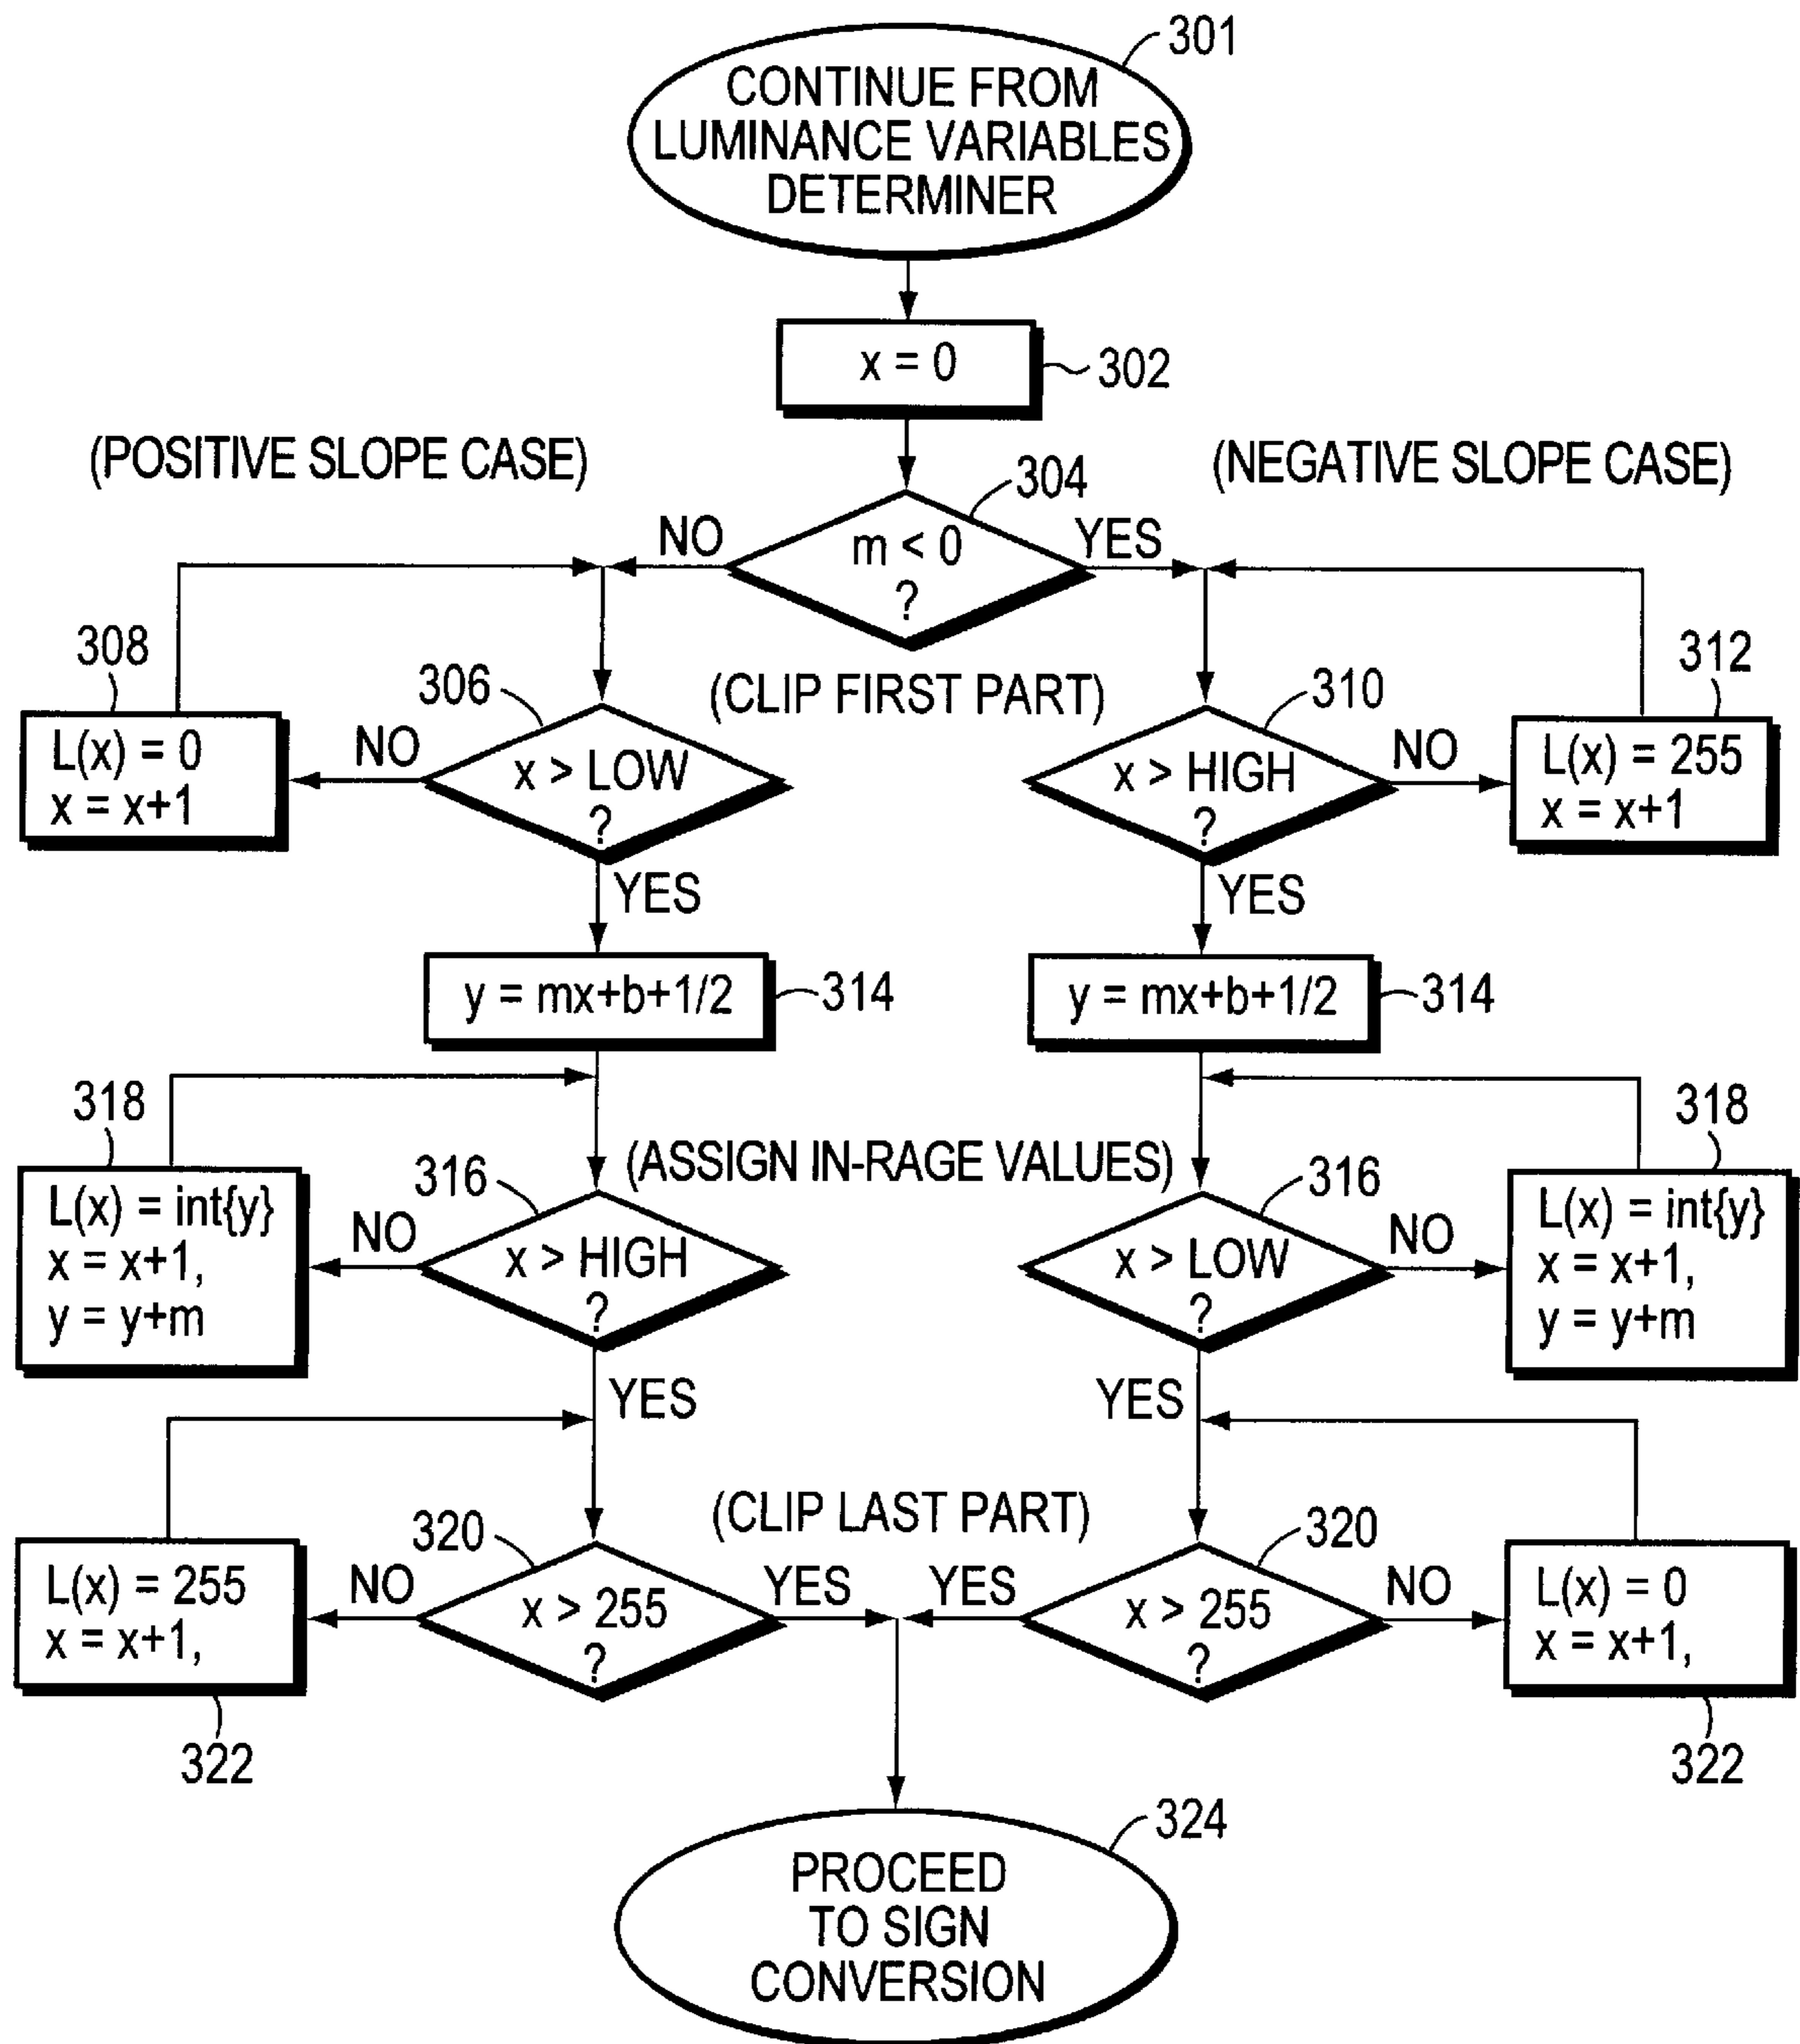 301
CONTINUE FROM
LUMINANCE VARIABLES
DETERMINER
x = 0
302
(POSITIVE SLOPE CASE)
(NEGATIVE SLOPE CASE)
304
NO
m < 0
?
YES
308
306
(CLIP FIRST PART)
310
312
L(x) = 0
x = x+1
NO
x > LOW
?
x > HIGH
?
NO
L(x) = 255
x = x+1
YES
YES
y = mx+b+1/2
314
y = mx+b+1/2
314
318
316
(ASSIGN IN-RAGE VALUES)
316
318
L(x) = int{y}
x = x+1,
y = y+m
NO
x > HIGH
?
x > LOW
?
NO
L(x) = int{y}
x = x+1,
y = y+m
YES
YES
320
(CLIP LAST PART)
320
L(x) = 255
x = x+1,
NO
x > 255
?
YES
YES
x > 255
?
NO
L(x) = 0
x = x+1,
322
322
324
PROCEED
TO SIGN
CONVERSION